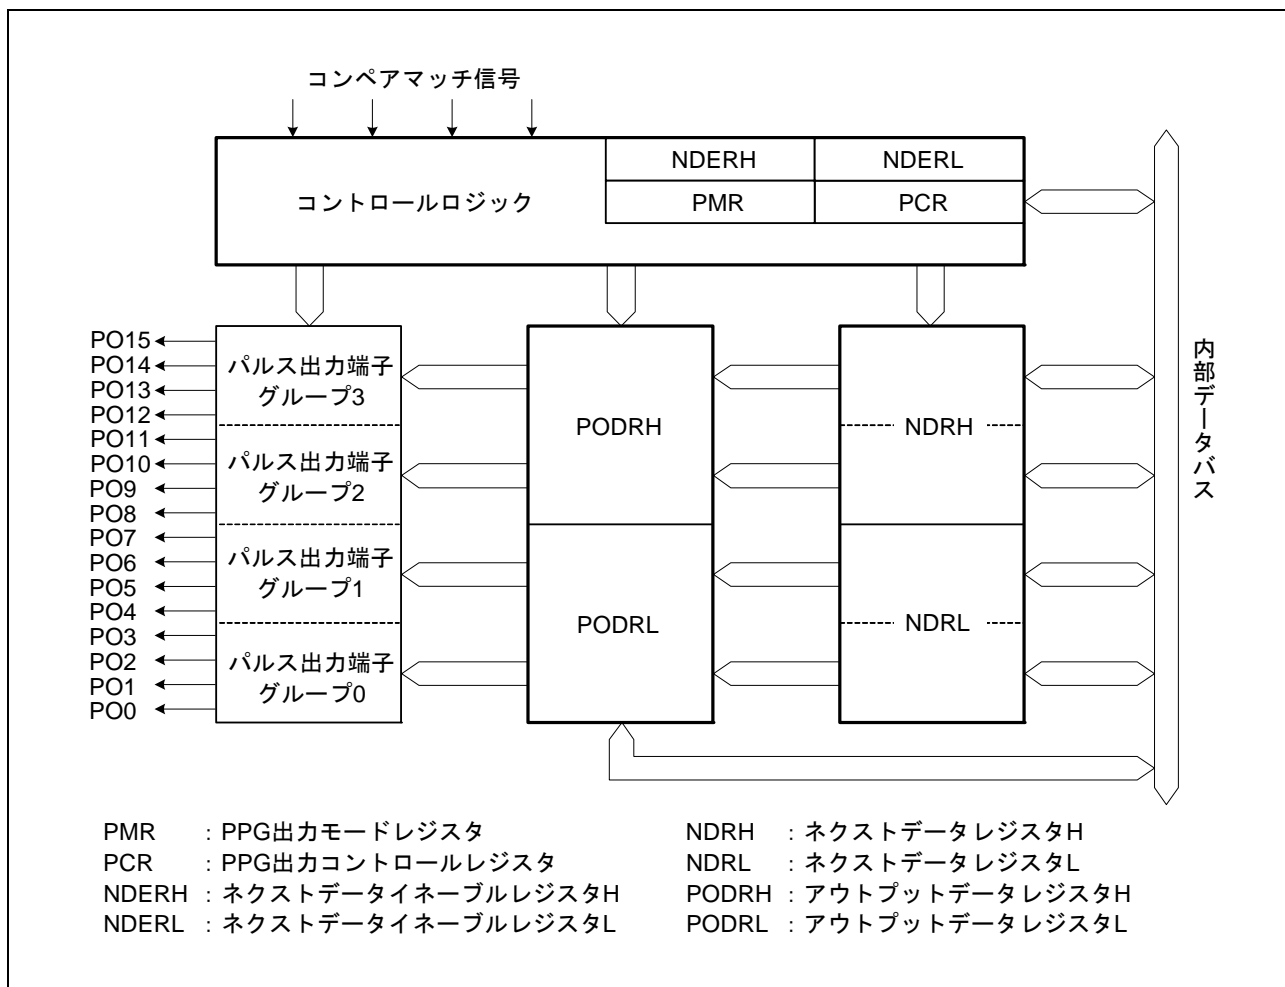 コンペアマッチ信号
NDERH NDERL
コントロールロジック PMR PCR
PO15
PO14
PO13
PO12
PO11
PO10
PO9
PO8
PO7
PO6
PO5
PO4
PO3
PO2
PO1
PO0
パルス出力端子
グループ3
パルス出力端子
グループ2
パルス出力端子
グループ1
パルス出力端子
グループ0
PODRH
PODRL
NDRH
NDRL
内部データバス
PMR : PPG出力モードレジスタ
PCR : PPG出力コントロールレジスタ
NDERH : ネクストデータイネーブルレジスタH
NDERL : ネクストデータイネーブルレジスタL
NDRH : ネクストデータレジスタH
NDRL : ネクストデータレジスタL
PODRH : アウトプットデータレジスタH
PODRL : アウトプットデータレジスタL